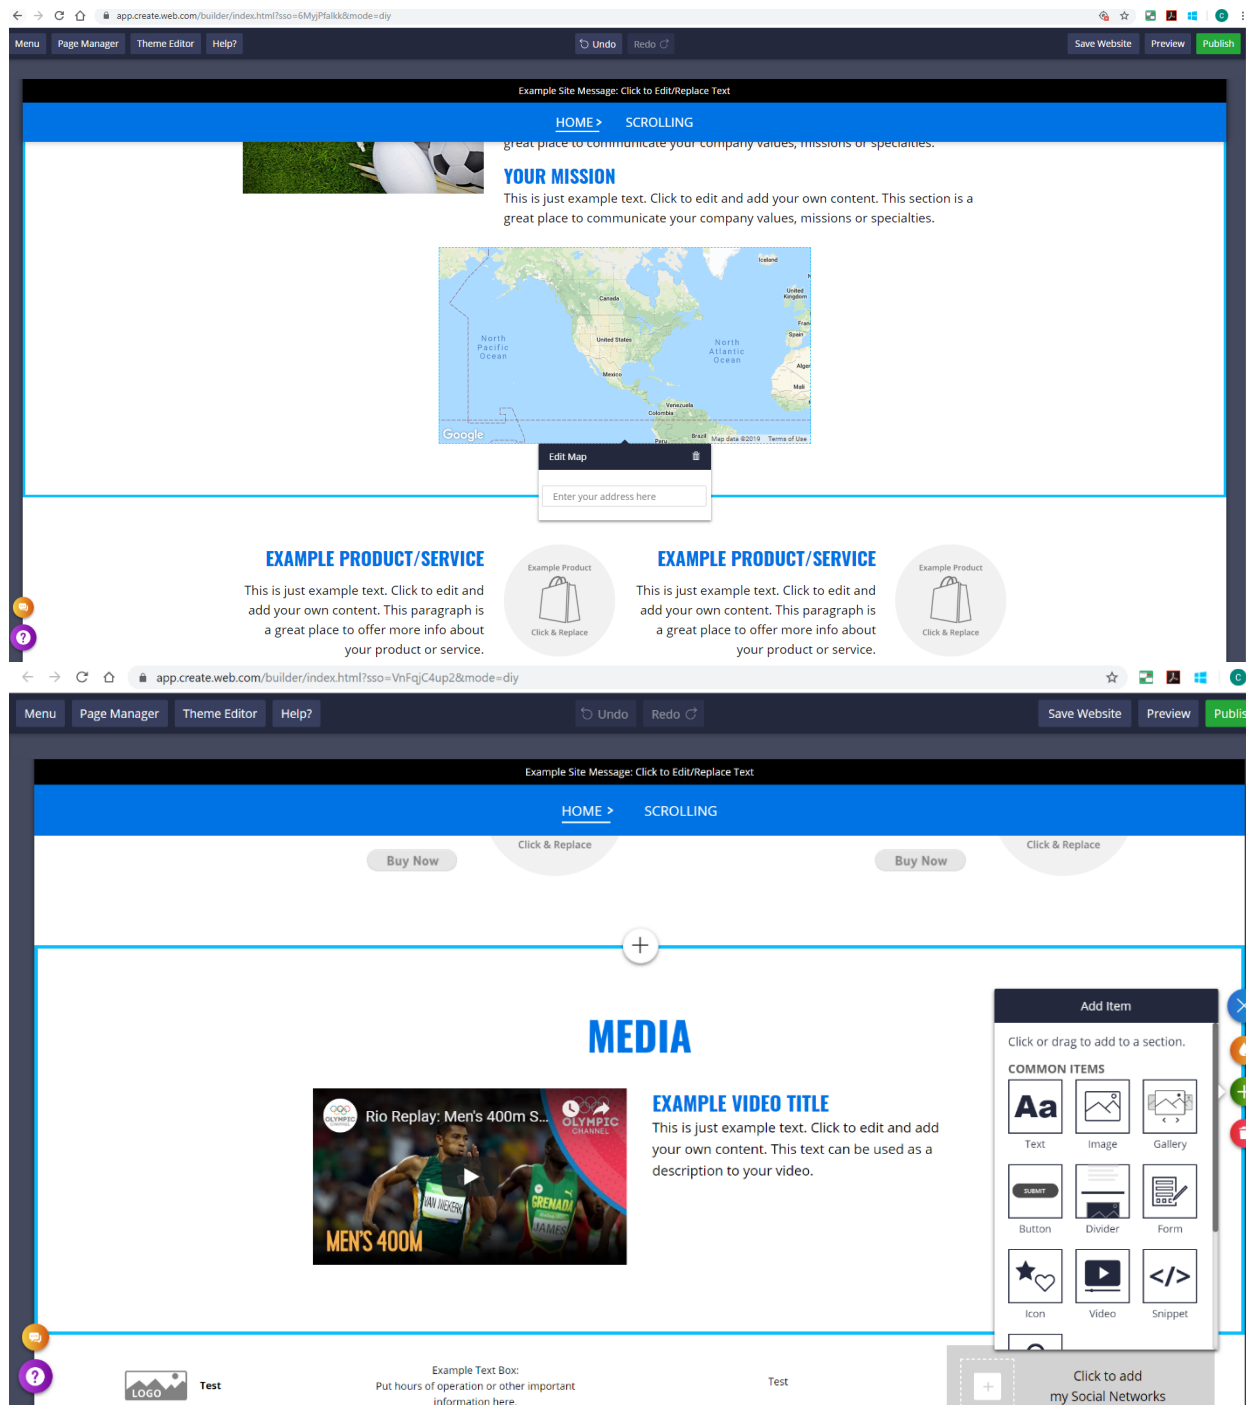 app.create.web.com/builder/index.html?sso=6MyjPfalkk&mode=diy
Menu Page Manager Theme Editor Help? Undo Redo Save Website Preview Publish
Example Site Message: Click to Edit/Replace Text
HOME > SCROLLING
great place to communicate your company values, missions or specialties.
YOUR MISSION
This is just example text. Click to edit and add your own content. This section is a
great place to communicate your company values, missions or specialties.
Iceland
United
Kingdom
Canada
Spain
North
Pacific
Ocean
United States
North
Atlantic
Ocean
Mexico
Mali
Venezuela
Colombia
Brazil
Peru
Google
Map data ©2019 Terms of Use
Edit Map
Enter your address here
EXAMPLE PRODUCT/SERVICE
This is just example text. Click to edit and
add your own content. This paragraph is
a great place to offer more info about
your product or service.
Example Product
Click & Replace
EXAMPLE PRODUCT/SERVICE
This is just example text. Click to edit and
add your own content. This paragraph is
a great place to offer more info about
your product or service.
Example Product
Click & Replace
app.create.web.com/builder/index.html?sso=VnFqjC4up2&mode=diy
Menu Page Manager Theme Editor Help? Undo Redo Save Website Preview Publis
Example Site Message: Click to Edit/Replace Text
HOME > SCROLLING
Click & Replace
Buy Now
Click & Replace
Buy Now
MEDIA
Rio Replay: Men's 400m S...
OLYMPIC
CHANNEL
VAN NIEKERK
GRENADA
JAMES
MEN'S 400M
EXAMPLE VIDEO TITLE
This is just example text. Click to edit and add
your own content. This text can be used as a
description to your video.
Add Item
Click or drag to add to a section.
COMMON ITEMS
Aa
Text Image Gallery
SUBMIT
Button Divider Form
</>
Icon Video Snippet
LOGO
Test
Example Text Box:
Put hours of operation or other important
information here.
Test
Click to add
my Social Networks